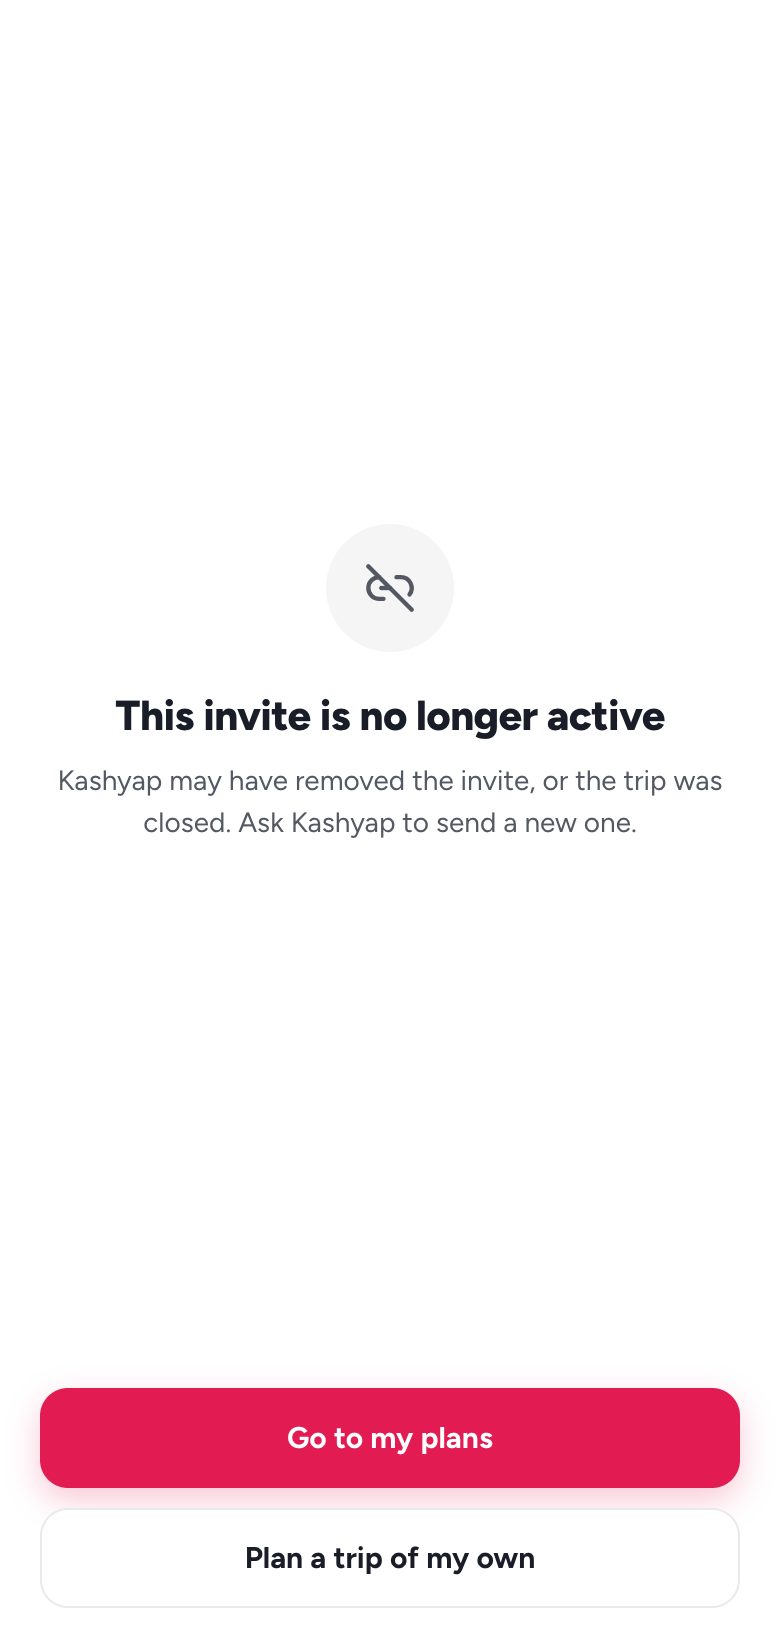 This invite is no longer active
Kashyap may have removed the invite, or the trip was
closed. Ask Kashyap to send a new one.
Go to my plans
Plan a trip of my own